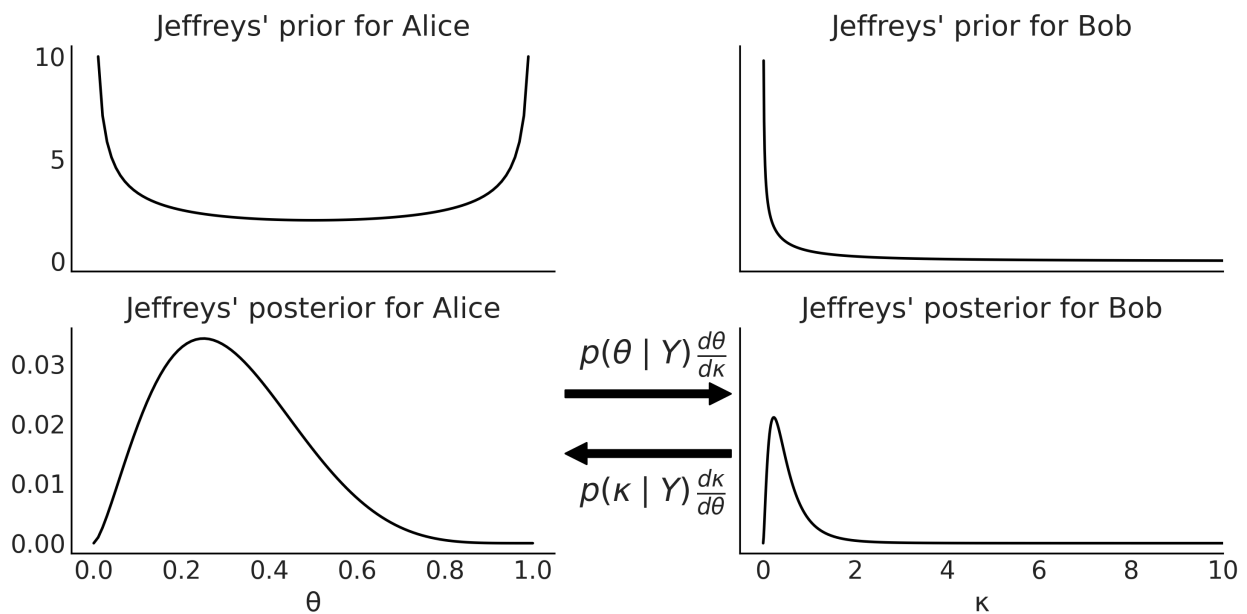 Jeffreys' prior for Alice
Jeffreys' prior for Bob
10
5
0
Jeffreys' posterior for Alice
Jeffreys' posterior for Bob
0.03
0.02
0.01
0.00
p(θ | Y) dθ/dκ
p(κ | Y) dκ/dθ
0.0 0.2 0.4 0.6 0.8 1.0
0 2 4 6 8 10
θ
κ